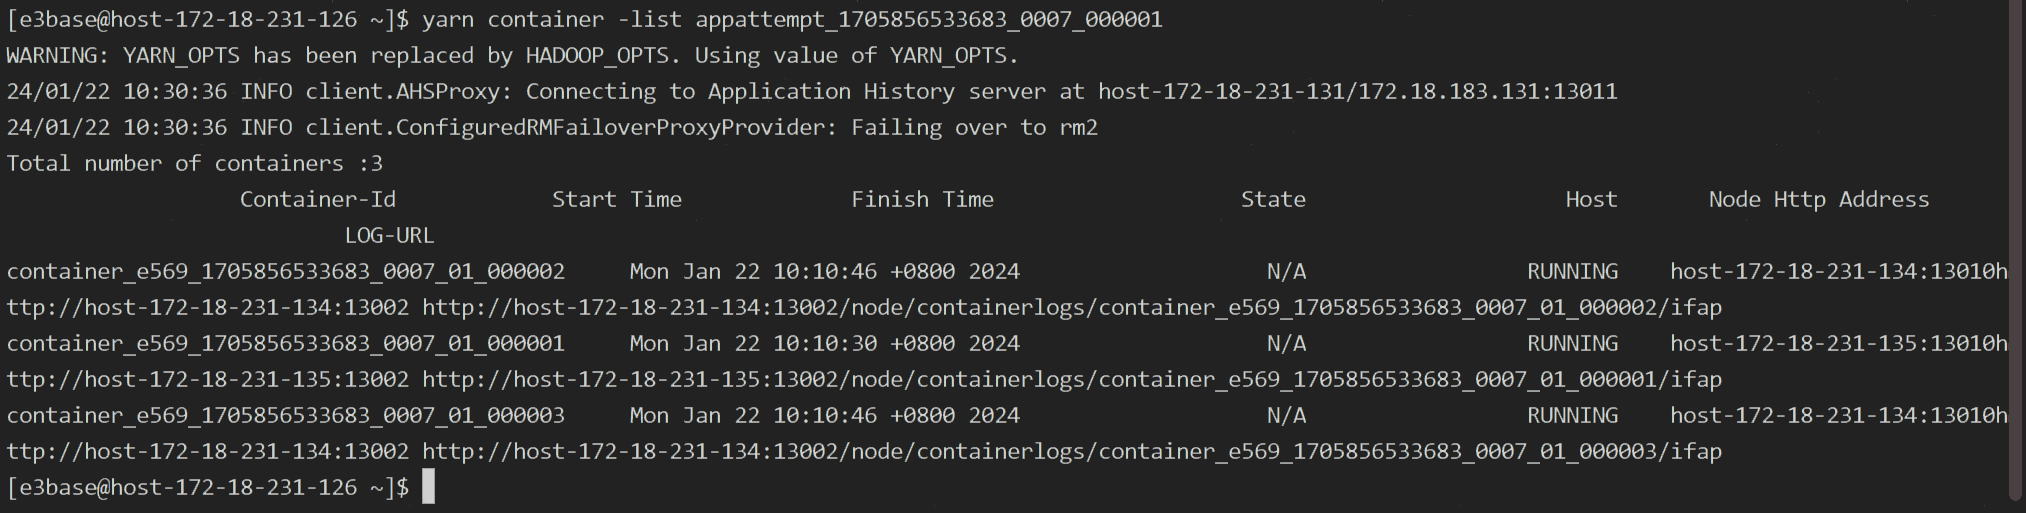 [e3base@host-172-18-231-126 ~]$ yarn container -list appattempt_1705856533683_0007_000001
WARNING: YARN_OPTS has been replaced by HADOOP_OPTS. Using value of YARN_OPTS.
24/01/22 10:30:36 INFO client.AHSProxy: Connecting to Application History server at host-172-18-231-131/172.18.183.131:13011
24/01/22 10:30:36 INFO client.ConfiguredRMFailoverProxyProvider: Failing over to rm2
Total number of containers :3
Container-Id Start Time Finish Time State Host Node Http Address
LOG-URL
container_e569_1705856533683_0007_01_000002 Mon Jan 22 10:10:46 +0800 2024 N/A RUNNING host-172-18-231-134:13010h
ttp://host-172-18-231-134:13002 http://host-172-18-231-134:13002/node/containerlogs/container_e569_1705856533683_0007_01_000002/ifap
container_e569_1705856533683_0007_01_000001 Mon Jan 22 10:10:30 +0800 2024 N/A RUNNING host-172-18-231-135:13010h
ttp://host-172-18-231-135:13002 http://host-172-18-231-135:13002/node/containerlogs/container_e569_1705856533683_0007_01_000001/ifap
container_e569_1705856533683_0007_01_000003 Mon Jan 22 10:10:46 +0800 2024 N/A RUNNING host-172-18-231-134:13010h
ttp://host-172-18-231-134:13002 http://host-172-18-231-134:13002/node/containerlogs/container_e569_1705856533683_0007_01_000003/ifap
[e3base@host-172-18-231-126 ~]$